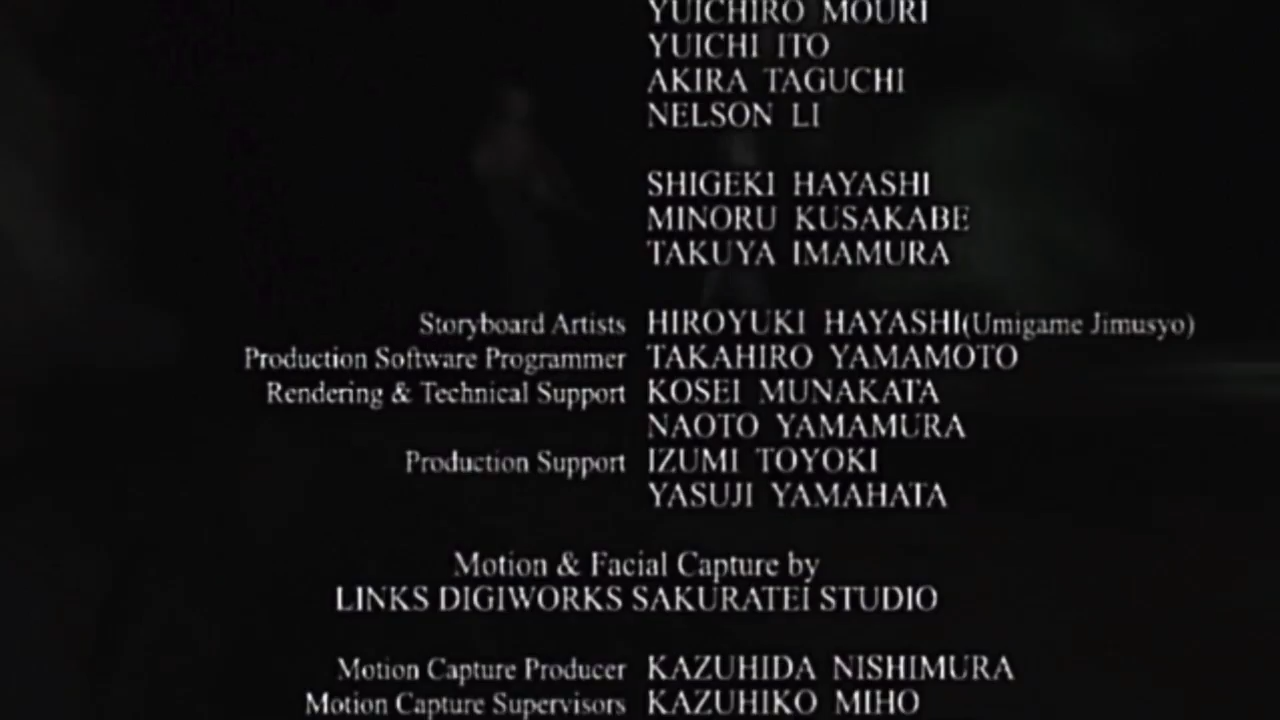 YUICHIRO MOURI
YUICHI ITO
AKIRA TAGUCHI
NELSON LI
SHIGEKI HAYASHI
MINORU KUSAKABE
TAKUYA IMAMURA
Storyboard Artists HIROYUKI HAYASHI(Umigame Jimusyo)
Production Software Programmer TAKAHIRO YAMAMOTO
Rendering & Technical Support KOSEI MUNAKATA
NAOTO YAMAMURA
Production Support IZUMI TOYOKI
YASUJI YAMAHATA
Motion & Facial Capture by
LINKS DIGIWORKS SAKURATEI STUDIO
Motion Capture Producer KAZUHIDA NISHIMURA
Motion Capture Supervisors KAZUHIKO MIHO